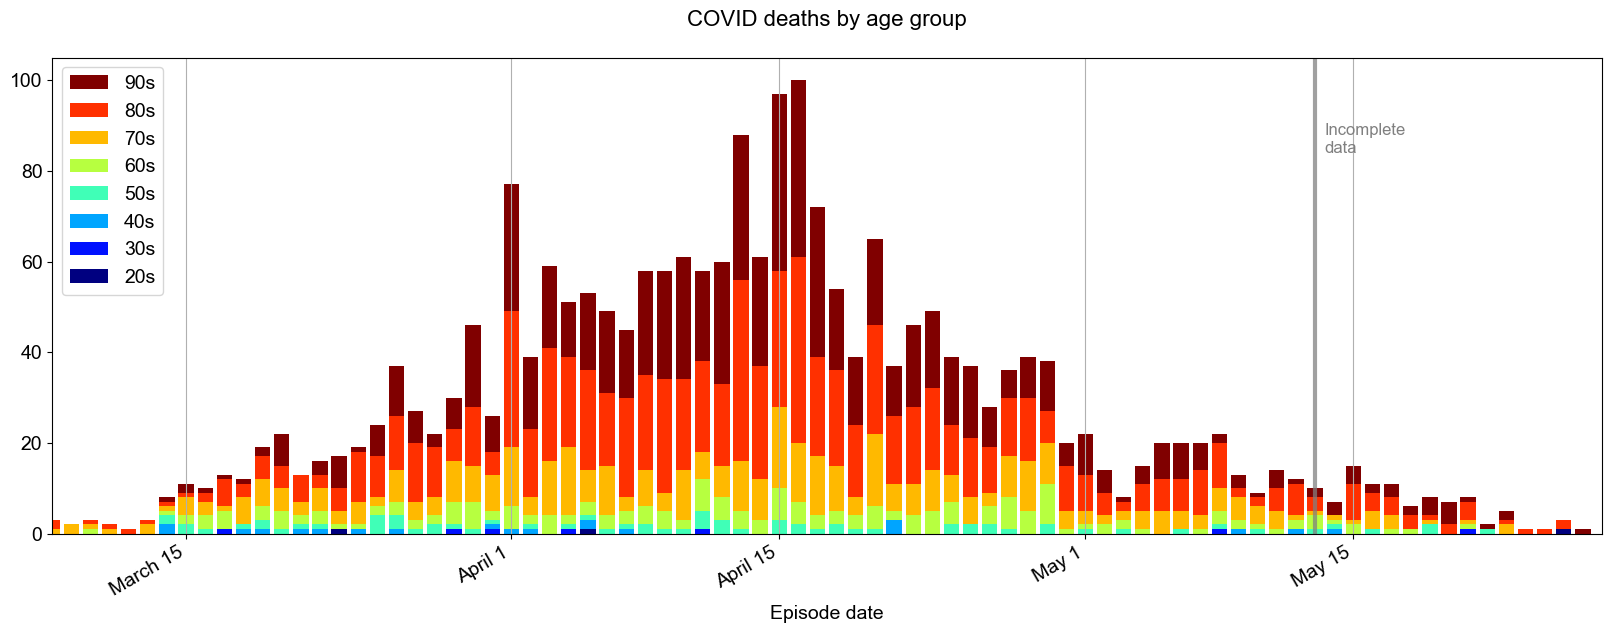 COVID deaths by age group
100
80
60
40
20
0
90s
80s
70s
60s
50s
40s
30s
20s
Incomplete
data
March 15
April 1
April 15
May 1
May 15
Episode date